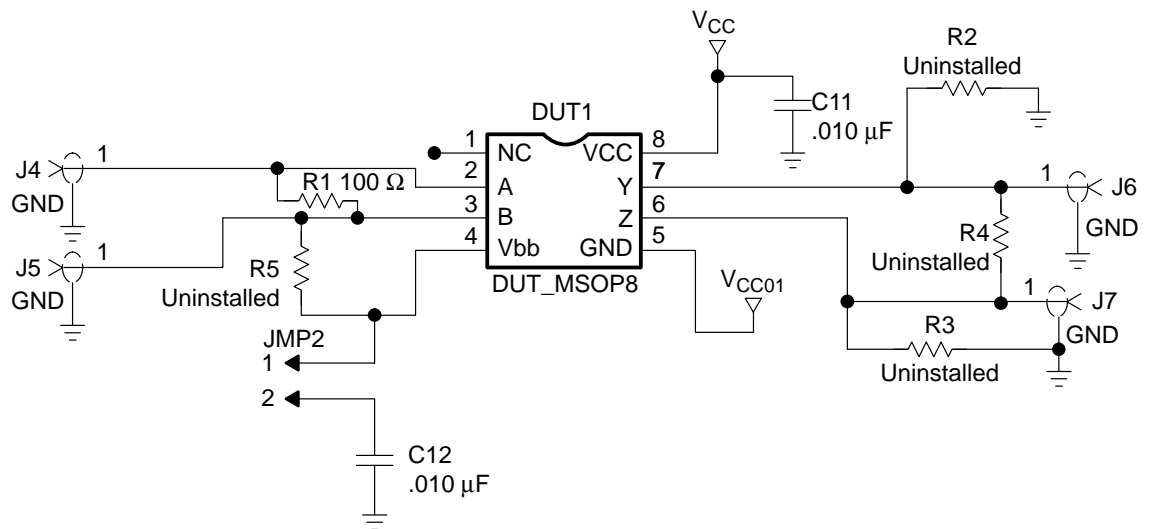 VCC
R2
Uninstalled
C11
.010 μF
DUT1
1
NC
VCC
8
2
A
Y
7
3
B
Z
6
4
Vbb
GND
5
DUT_MSOP8
J4
1
GND
R1 100 Ω
J5
1
GND
R5
Uninstalled
JMP2
1
2
C12
.010 μF
VCC01
1
J6
GND
R4
Uninstalled
1
J7
GND
R3
Uninstalled